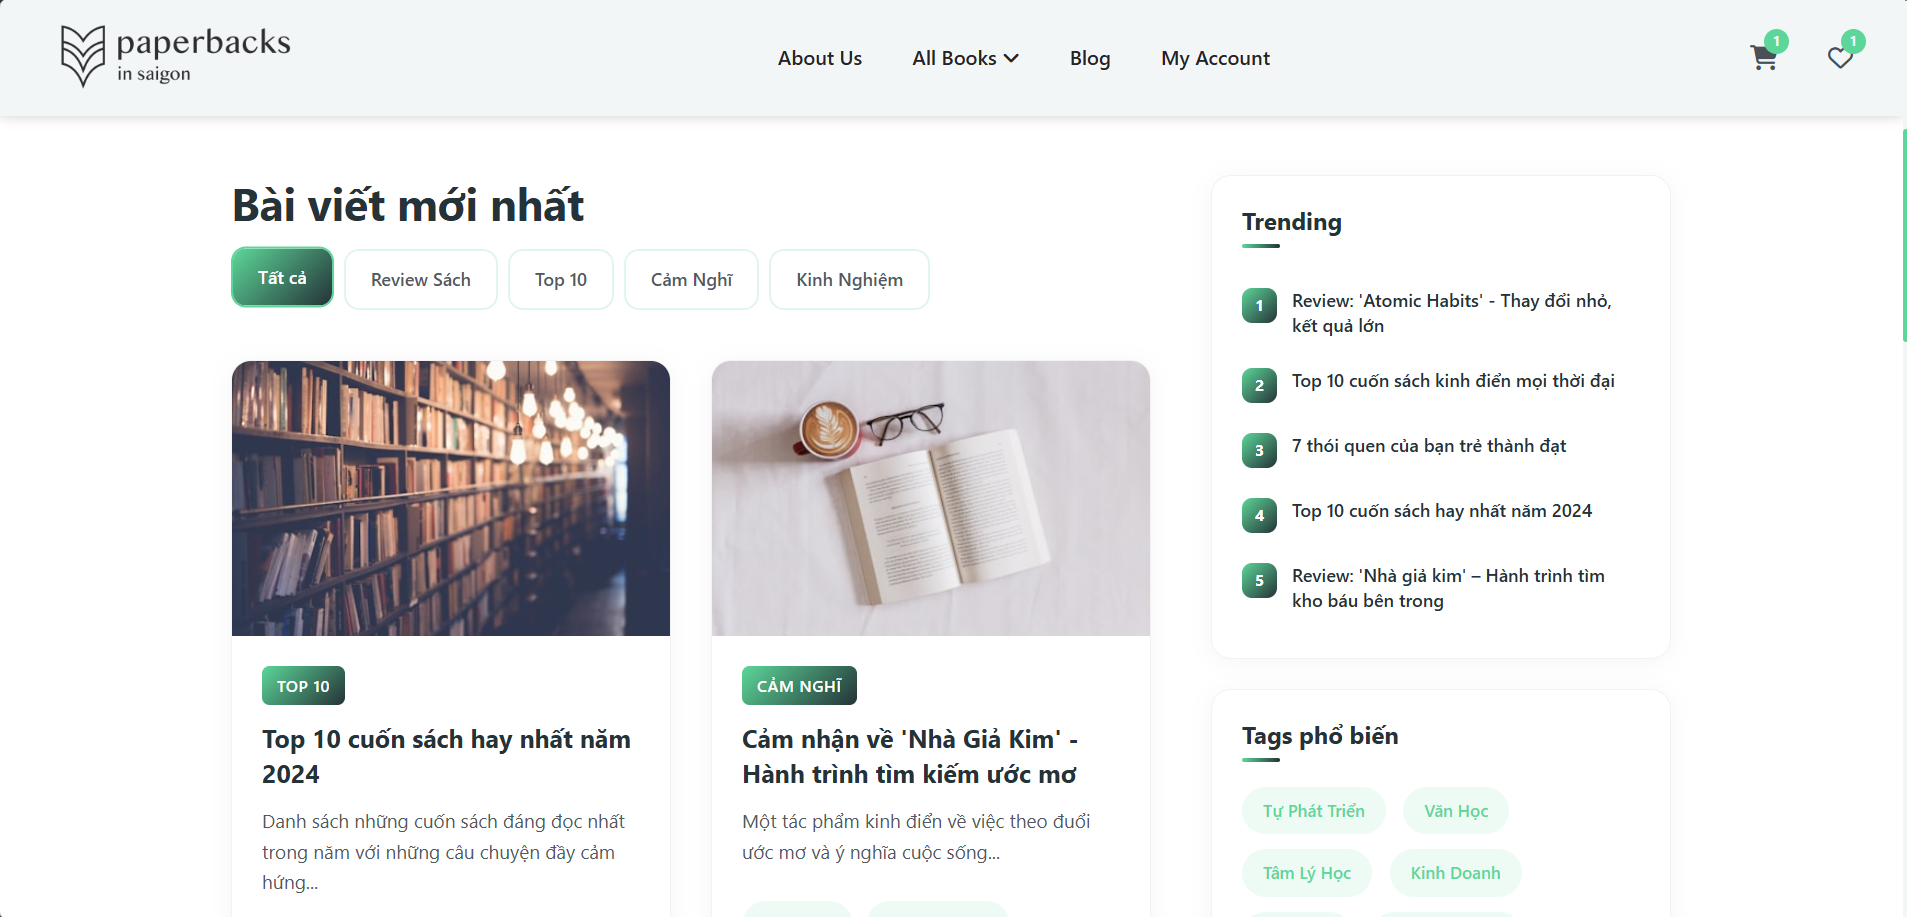 paperbacks
in saigon
About Us
All Books
Blog
My Account
1
1
Bài viết mới nhất
Tất cả
Review Sách
Top 10
Cảm Nghĩ
Kinh Nghiệm
TOP 10
Top 10 cuốn sách hay nhất năm
2024
Danh sách những cuốn sách đáng đọc nhất
trong năm với những câu chuyện đầy cảm
hứng...
CẢM NGHĨ
Cảm nhận về 'Nhà Giả Kim' -
Hành trình tìm kiếm ước mơ
Một tác phẩm kinh điển về việc theo đuổi
ước mơ và ý nghĩa cuộc sống...
Trending
1
Review: 'Atomic Habits' - Thay đổi nhỏ,
kết quả lớn
2
Top 10 cuốn sách kinh điển mọi thời đại
3
7 thói quen của bạn trẻ thành đạt
4
Top 10 cuốn sách hay nhất năm 2024
5
Review: 'Nhà giả kim' – Hành trình tìm
kho báu bên trong
Tags phổ biến
Tự Phát Triển
Văn Học
Tâm Lý Học
Kinh Doanh